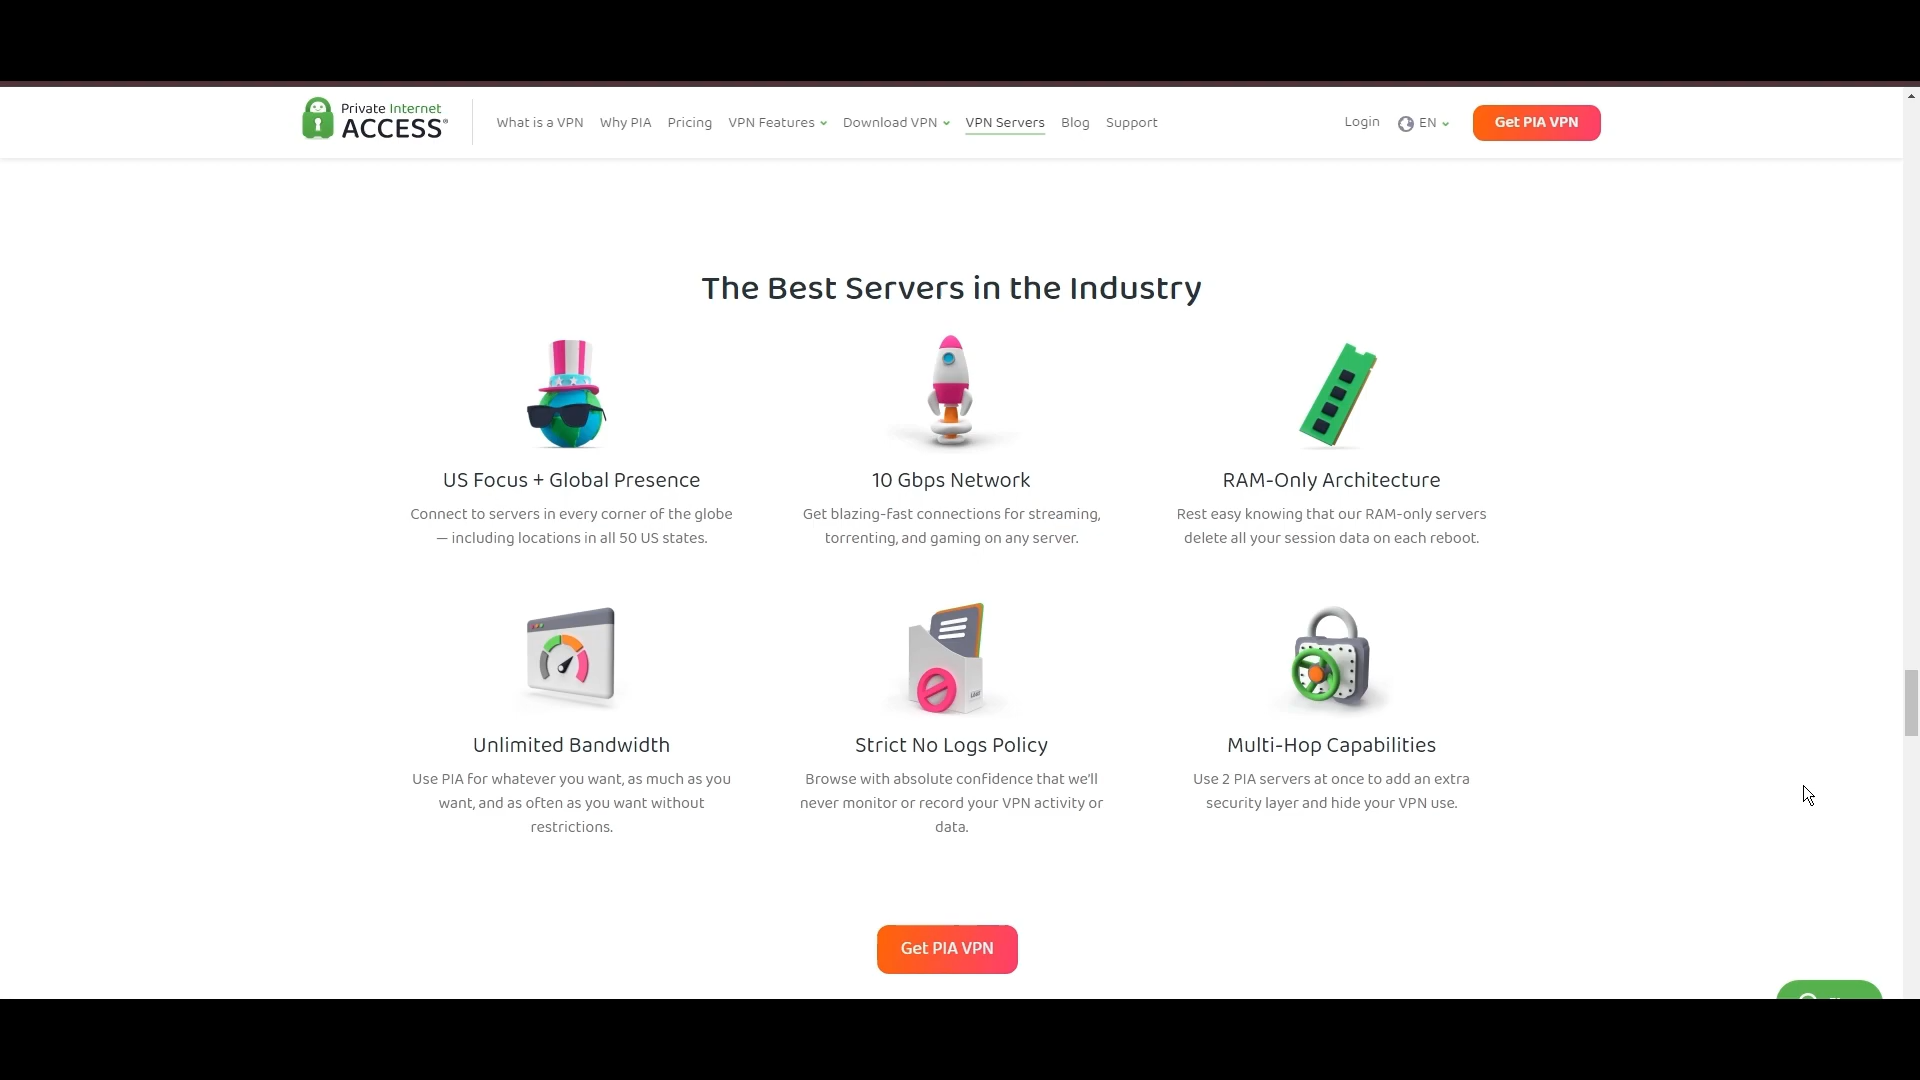 Private Internet
ACCESS®
What is a VPN Why PIA Pricing VPN Features Download VPN VPN Servers Blog Support
Login EN Get PIA VPN
The Best Servers in the Industry
US Focus + Global Presence
Connect to servers in every corner of the globe
— including locations in all 50 US states.
10 Gbps Network
Get blazing-fast connections for streaming,
torrenting, and gaming on any server.
RAM-Only Architecture
Rest easy knowing that our RAM-only servers
delete all your session data on each reboot.
Unlimited Bandwidth
Use PIA for whatever you want, as much as you
want, and as often as you want without
restrictions.
Strict No Logs Policy
Browse with absolute confidence that we'll
never monitor or record your VPN activity or
data.
Multi-Hop Capabilities
Use 2 PIA servers at once to add an extra
security layer and hide your VPN use.
Get PIA VPN